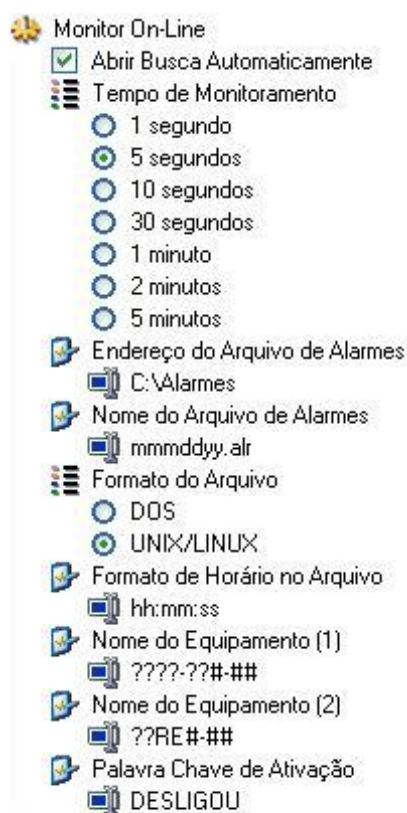 Monitor On-Line
Abrir Busca Automaticamente
Tempo de Monitoramento
1 segundo
5 segundos
10 segundos
30 segundos
1 minuto
2 minutos
5 minutos
Endereço do Arquivo de Alarmes
C:\Alarmes
Nome do Arquivo de Alarmes
mmmddyy.alr
Formato do Arquivo
DOS
UNIX/LINUX
Formato de Horário no Arquivo
hh:mm:ss
Nome do Equipamento (1)
????-??#-##
Nome do Equipamento (2)
??RE#-##
Palavra Chave de Ativação
DESLIGOU